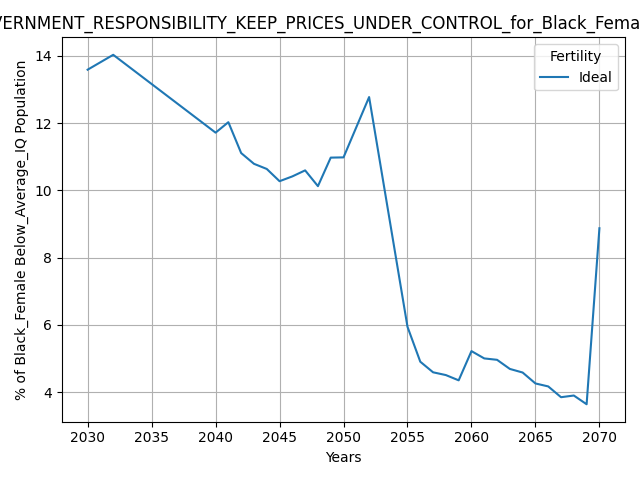 VERNMENT_RESPONSIBILITY_KEEP_PRICES_UNDER_CONTROL_for_Black_Fema
Fertility
Ideal
% of Black_Female Below_Average_IQ Population
14
12
10
8
6
4
2030 2035 2040 2045 2050 2055 2060 2065 2070
Years